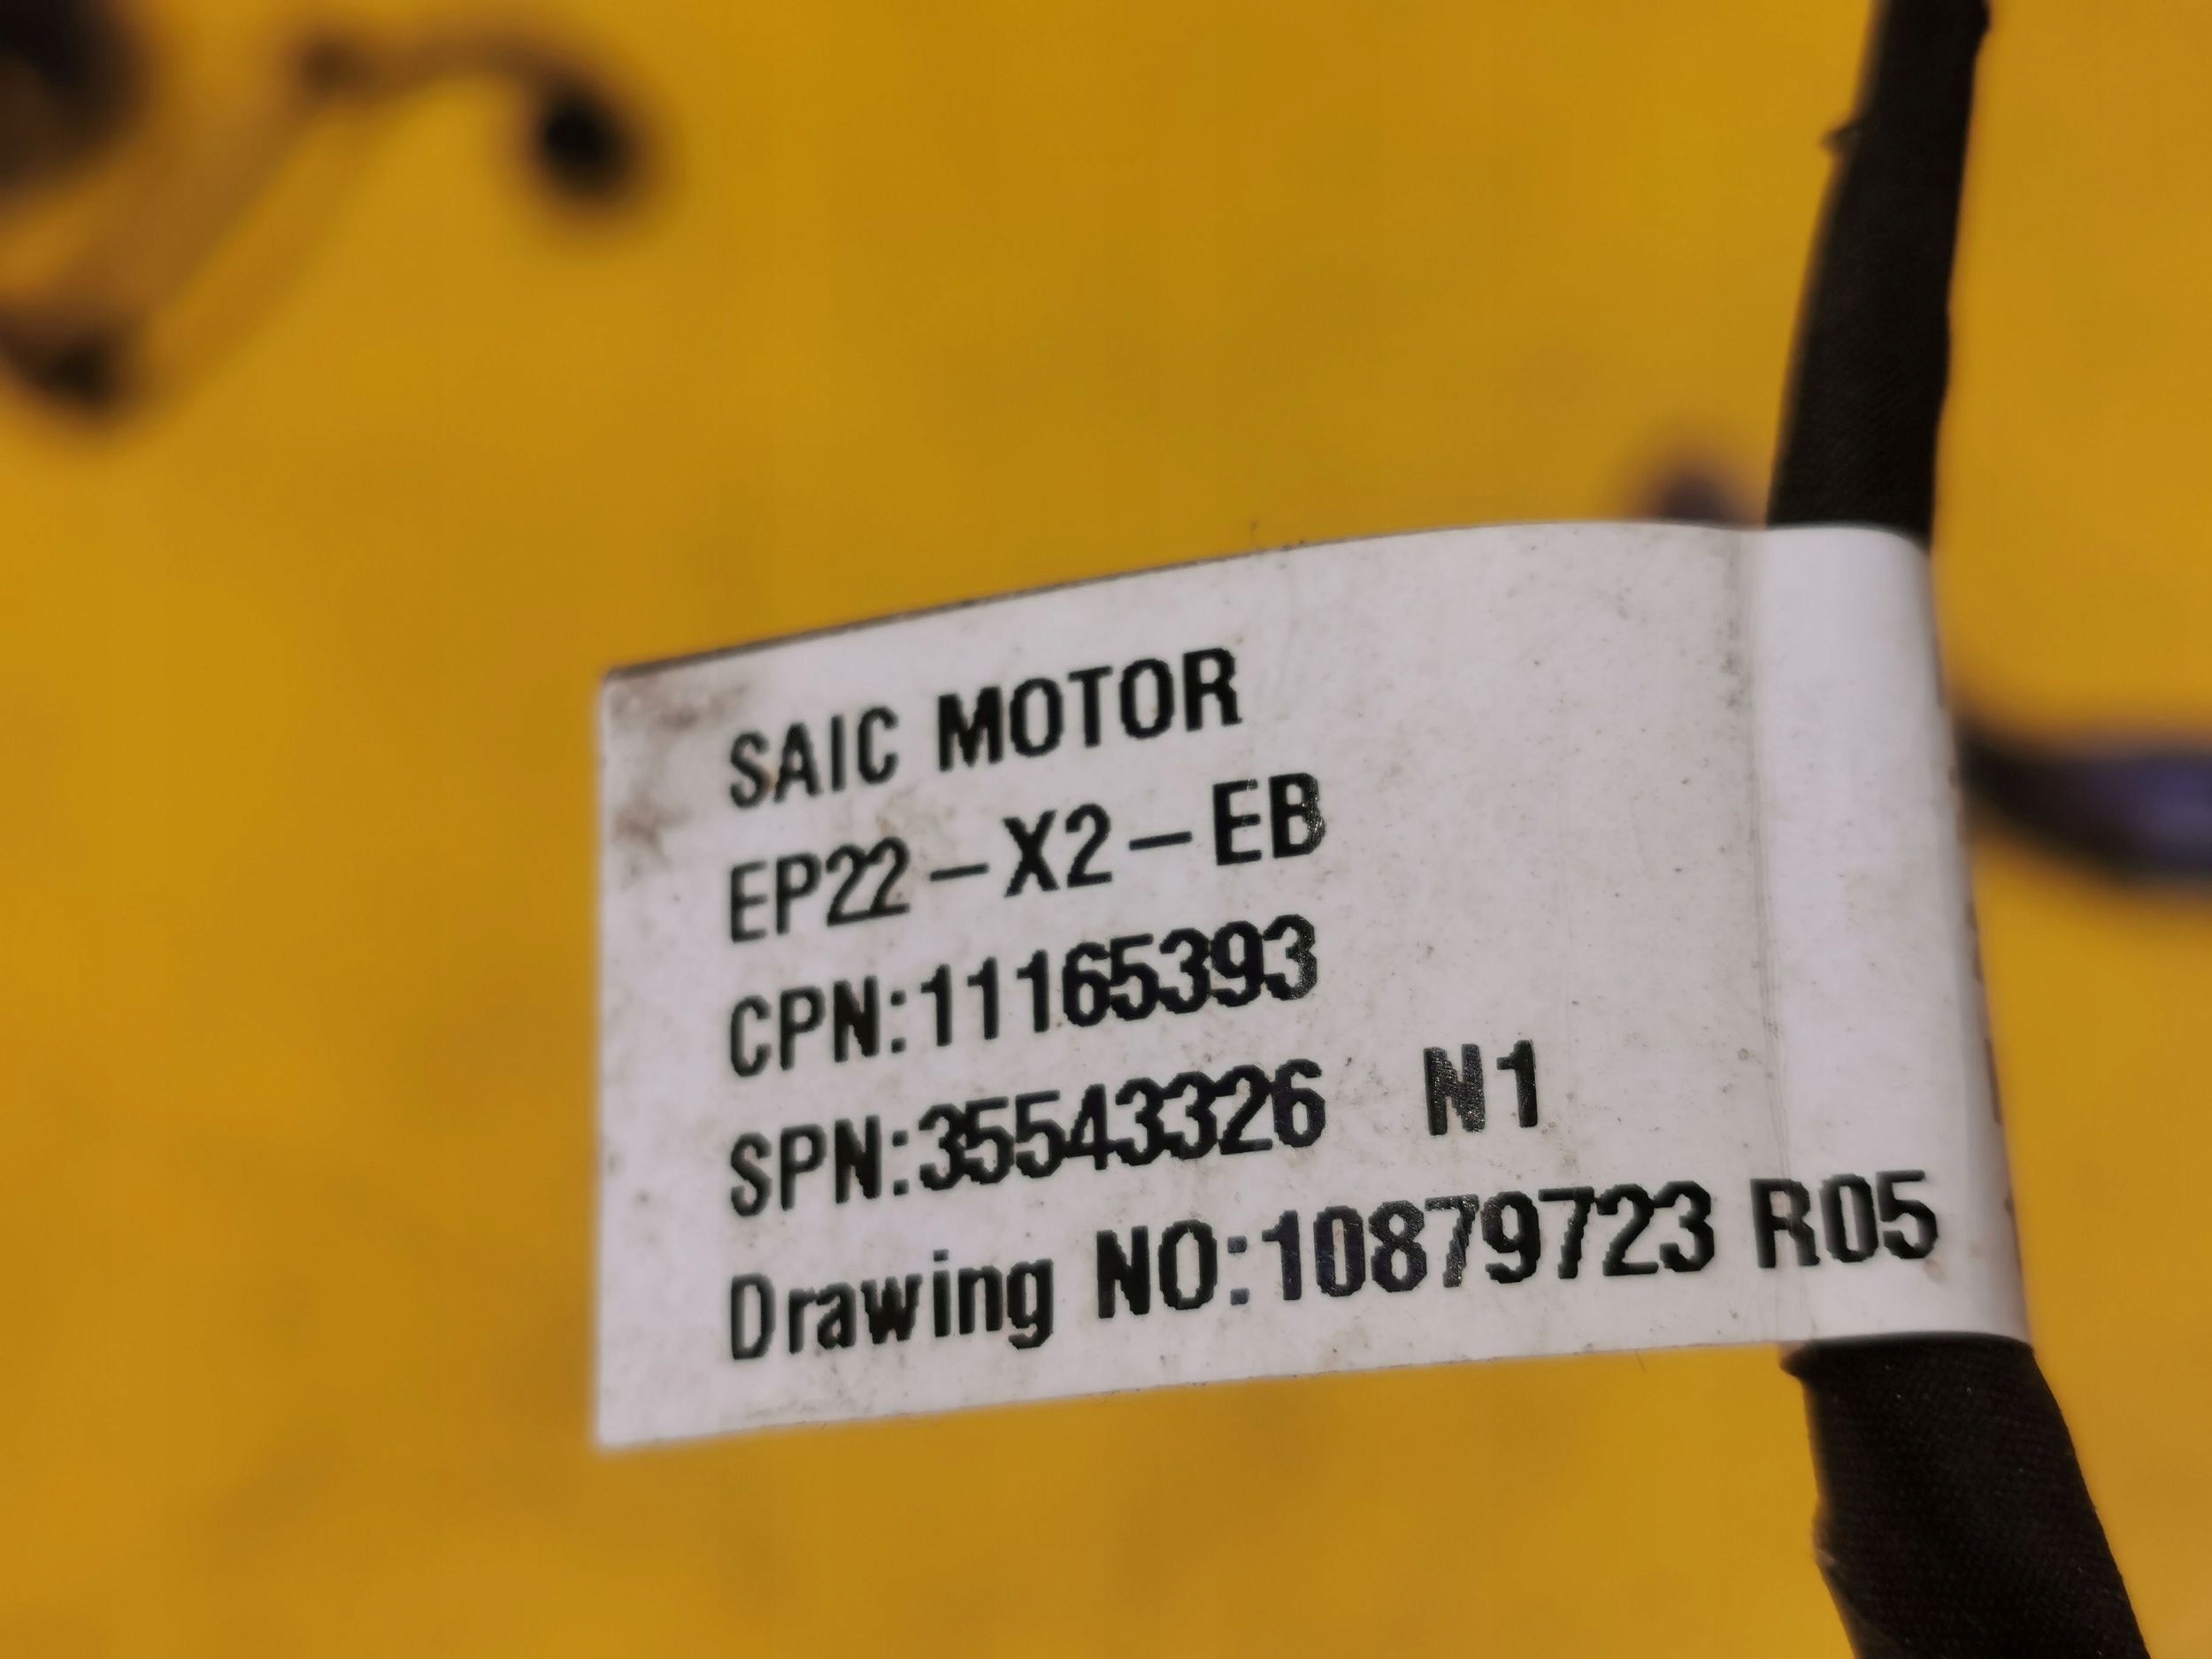 SAIC MOTOR
EP22-X2-EB
CPN:11165393
SPN:35543326 N1
Drawing NO:10879723 R05